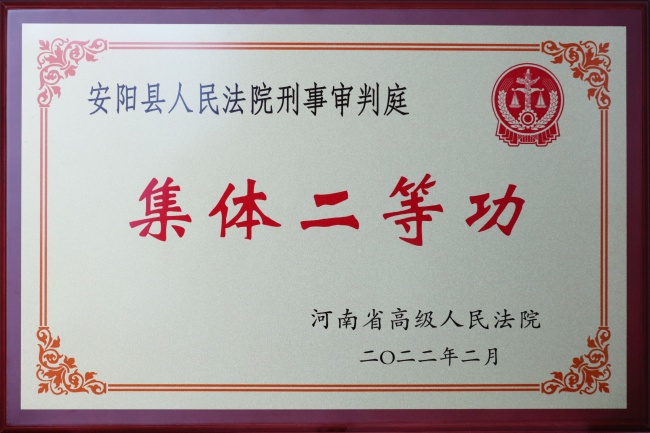 安阳县人民法院刑事审判庭
集体二等功
河南省高级人民法院
二〇二二年二月